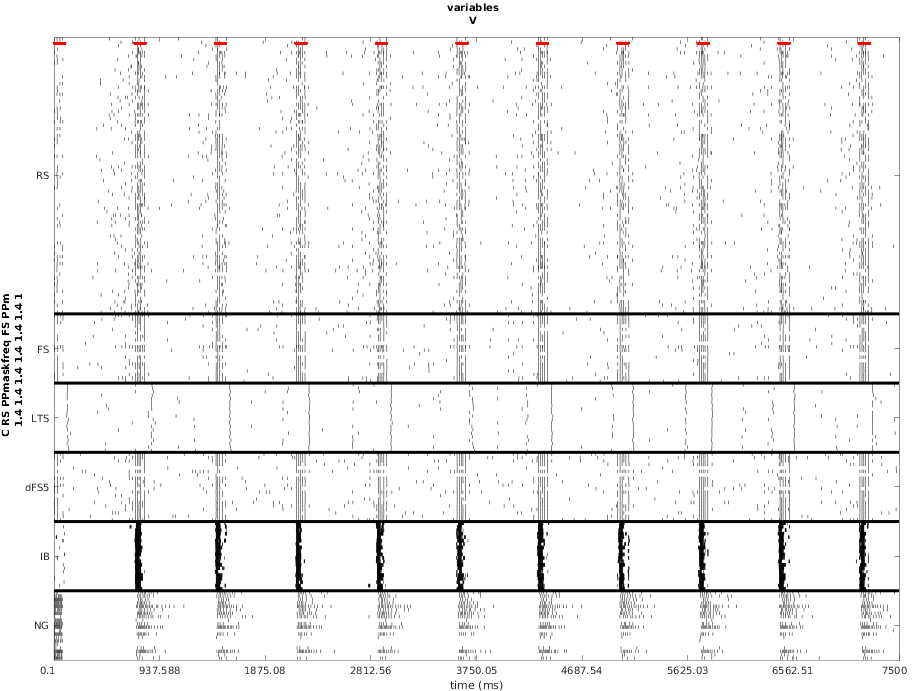 variables
V
C RS PPmaskfreq FS PPm
1.4 1.4 1.4 1.4 1.4 1.4 1
RS
FS
LTS
dFS5
IB
NG
0.1 937.588 1875.08 2812.56 3750.05 4687.54 5625.03 6562.51 7500
time (ms)